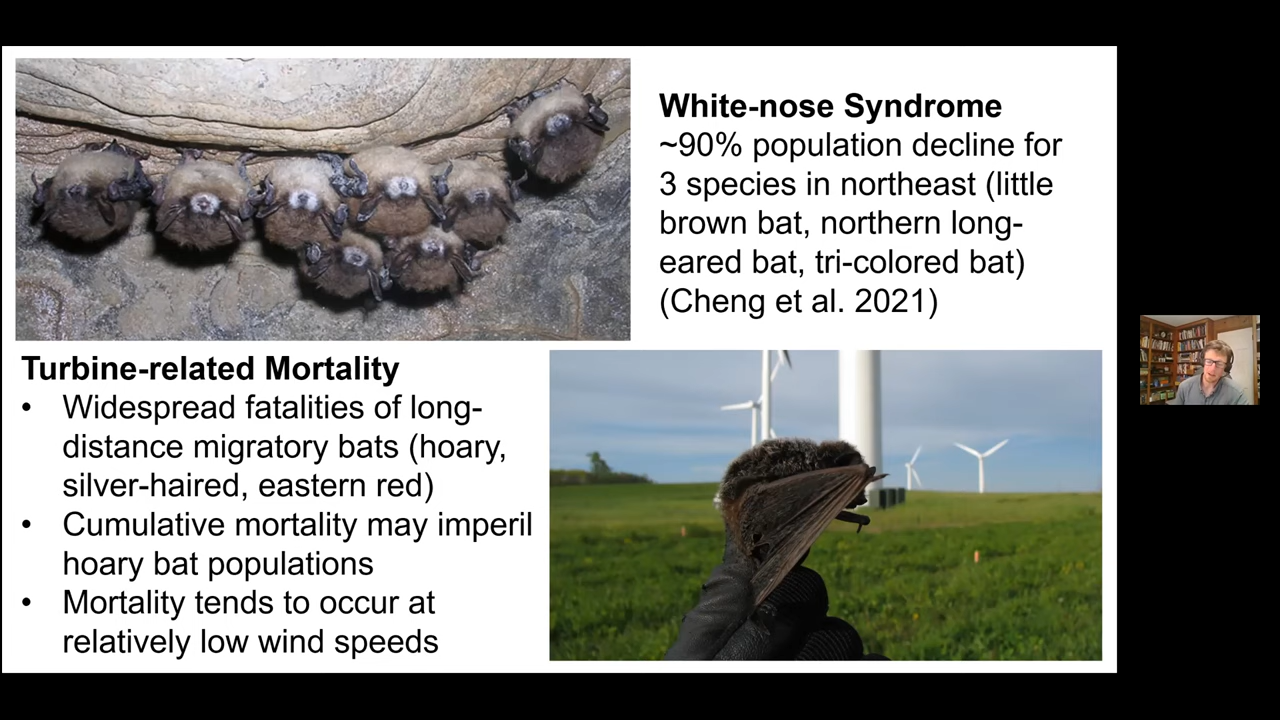 White-nose Syndrome
~90% population decline for
3 species in northeast (little
brown bat, northern long-
eared bat, tri-colored bat)
(Cheng et al. 2021)
Turbine-related Mortality
• Widespread fatalities of long-
distance migratory bats (hoary,
silver-haired, eastern red)
• Cumulative mortality may imperil
hoary bat populations
• Mortality tends to occur at
relatively low wind speeds